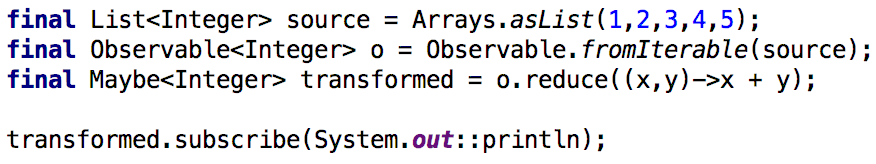 final List<Integer> source = Arrays.asList(1,2,3,4,5);
final Observable<Integer> o = Observable.fromIterable(source);
final Maybe<Integer> transformed = o.reduce((x,y)->x + y);
transformed.subscribe(System.out::println);